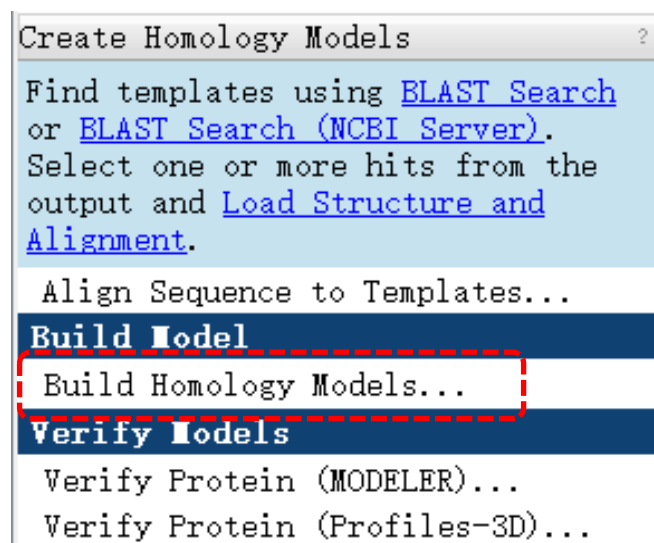 Create Homology Models ?
Find templates using BLAST Search
or BLAST Search (NCBI Server).
Select one or more hits from the
output and Load Structure and
Alignment.
Align Sequence to Templates...
Build Model
Build Homology Models...
Verify Models
Verify Protein (MODELER)...
Verify Protein (Profiles-3D)...